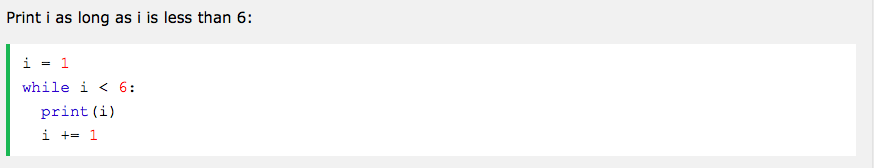 Print i as long as i is less than 6:
i = 1
while i < 6:
  print(i)
  i += 1